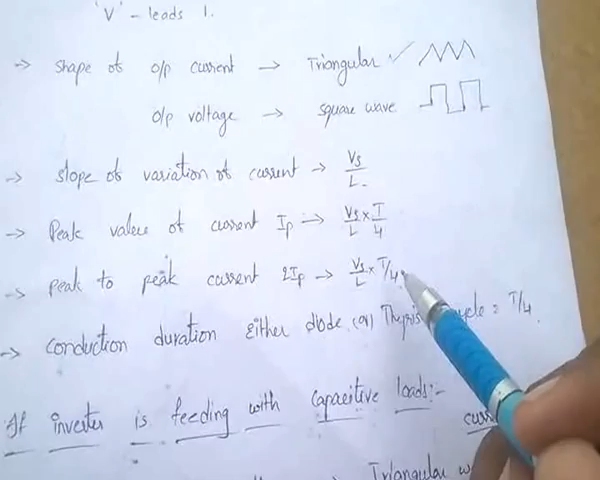 'V' - leads I.
→ shape of o/p current → Triangular ✓
o/p voltage → square wave
→ slope of variation of current → Vs/L.
→ Peak value of current Ip → Vs/L × T/4
→ Peak to peak current 2Ip → Vs/L × T/4.
→ conduction duration Either diode (or) = T/4.
If inverter is feeding with capacitive loads:-
Triangular